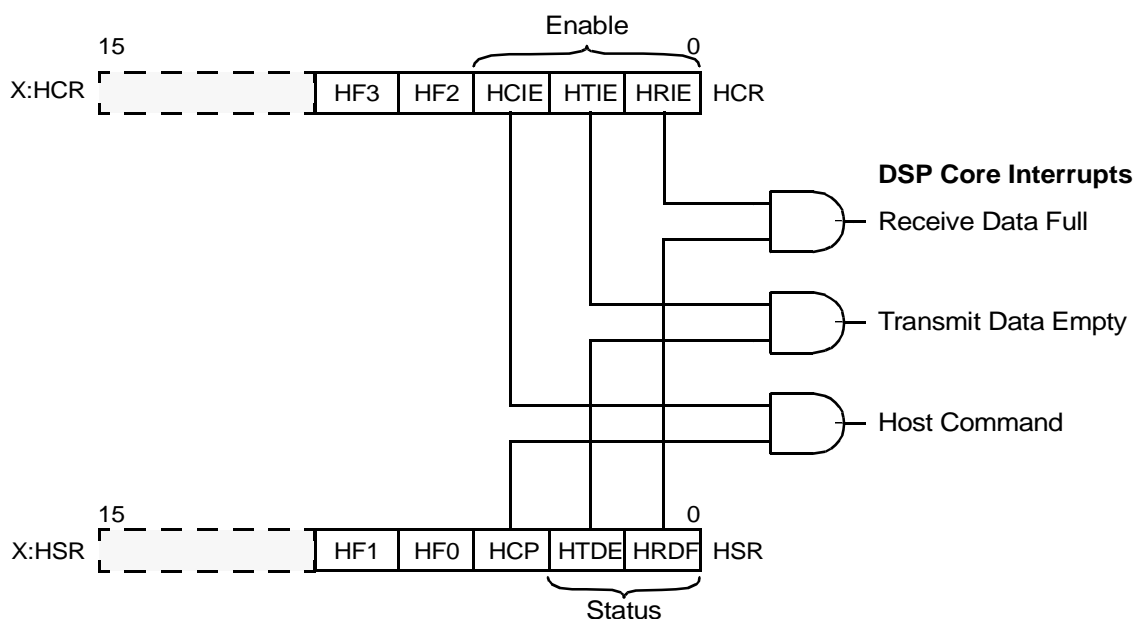 Enable
15 0
X:HCR HF3 HF2 HCIE HTIE HRIE HCR
DSP Core Interrupts
Receive Data Full
Transmit Data Empty
Host Command
15 0
X:HSR HF1 HF0 HCP HTDE HRDF HSR
Status